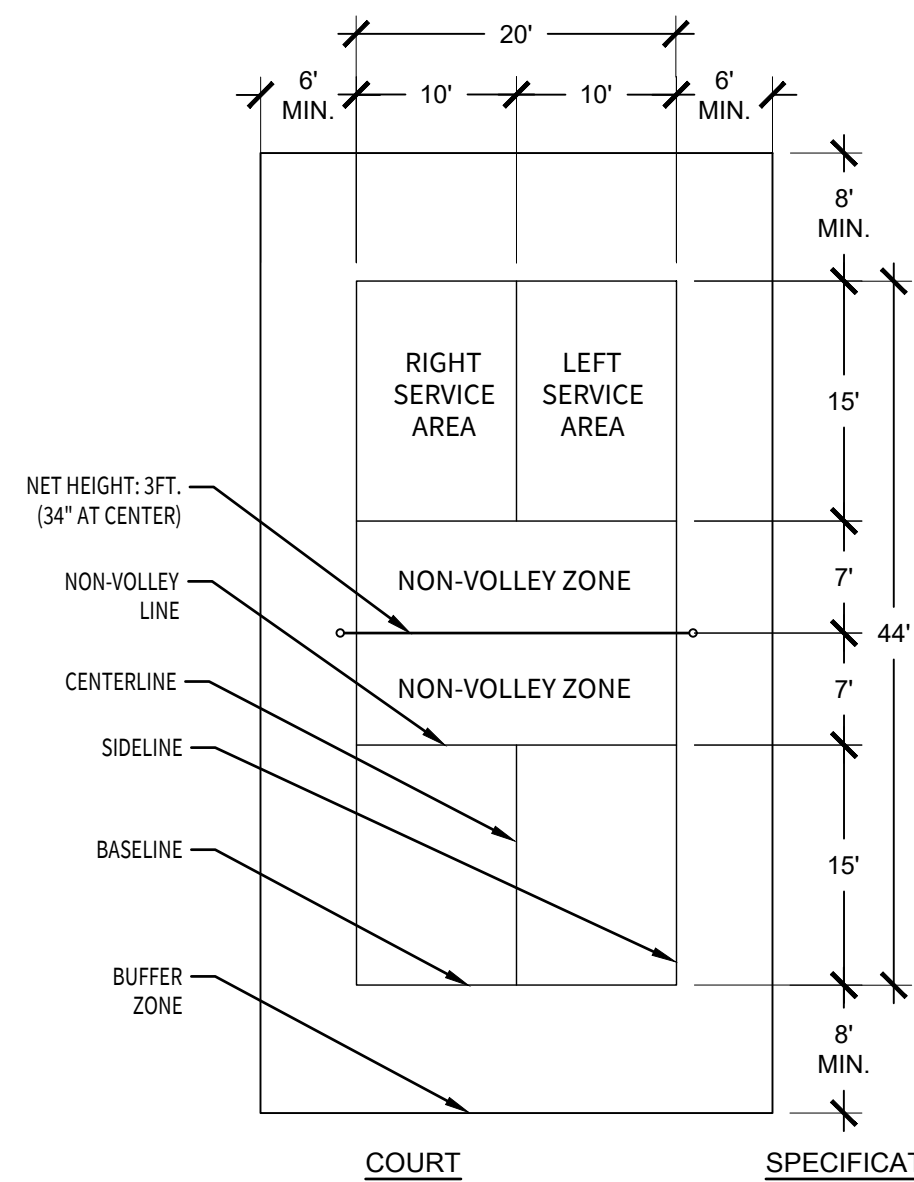 20'
6'
MIN.
10'
10'
6'
MIN.
8'
MIN.
RIGHT
SERVICE
AREA
LEFT
SERVICE
AREA
15'
NET HEIGHT: 3FT.
(34" AT CENTER)
NON-VOLLEY
LINE
NON-VOLLEY ZONE
7'
44'
CENTERLINE
NON-VOLLEY ZONE
7'
SIDELINE
BASELINE
15'
BUFFER
ZONE
8'
MIN.
COURT